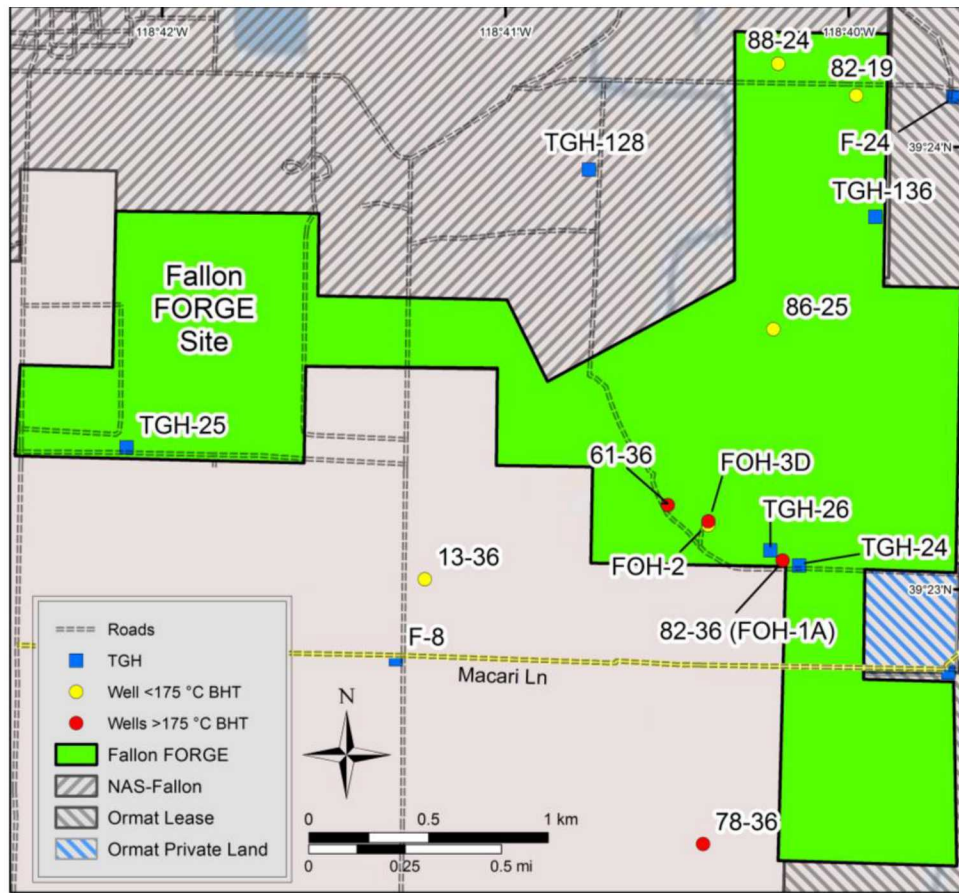 118°42'W
118°41'W
118°40'W
88-24
82-19
F-24
39°24'N
TGH-128
TGH-136
Fallon
FORGE
Site
86-25
TGH-25
61-36
FOH-3D
TGH-26
FOH-2
TGH-24
13-36
39°23'N
82-36 (FOH-1A)
F-8
Macari Ln
Roads
TGH
Well <175 °C BHT
Wells >175 °C BHT
Fallon FORGE
NAS-Fallon
Ormat Lease
Ormat Private Land
N
0 0.5 1 km
0 0.25 0.5 mi
78-36